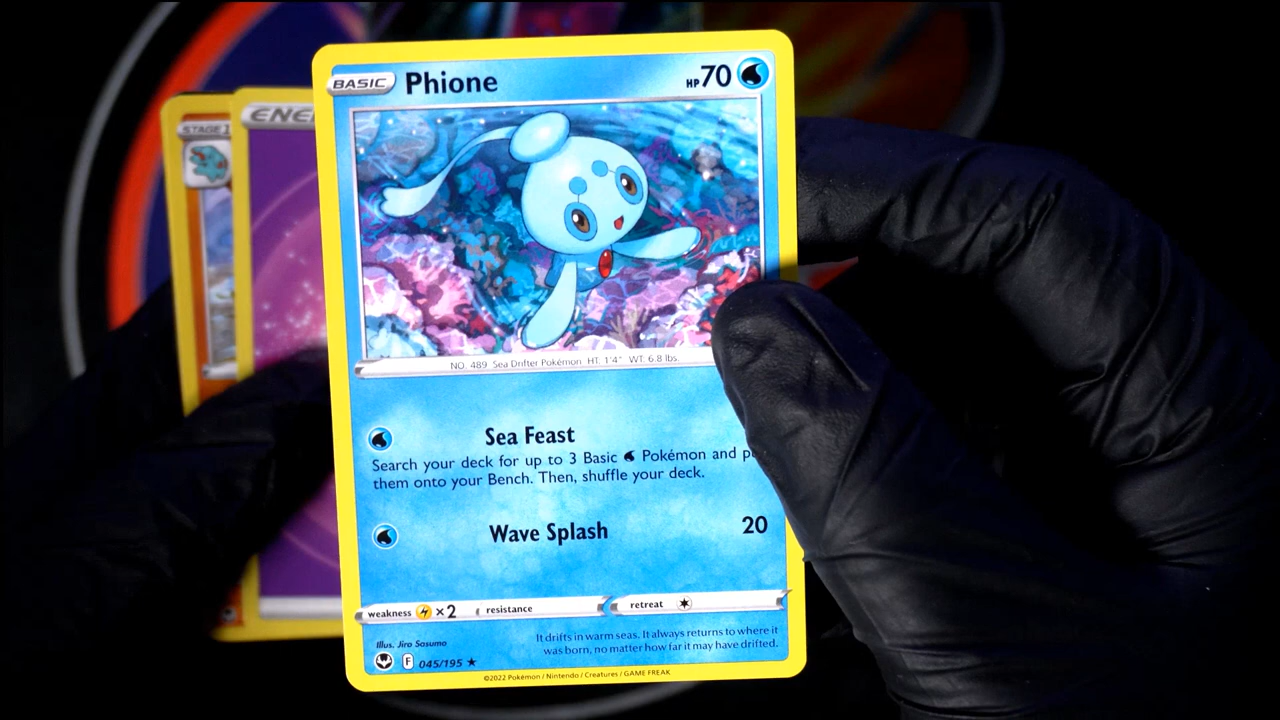 STAGE 1
ENE
BASIC Phione HP 70
NO. 489 Sea Drifter Pokémon HT: 1'4" WT: 6.8 lbs.
Sea Feast
Search your deck for up to 3 Basic Pokémon and
them onto your Bench. Then, shuffle your deck.
Wave Splash 20
weakness ×2 resistance retreat
Illus. Jiro Sasumo
It drifts in warm seas. It always returns to where it
was born, no matter how far it may have drifted.
F 045/195 ★
©2022 Pokémon / Nintendo / Creatures / GAME FREAK